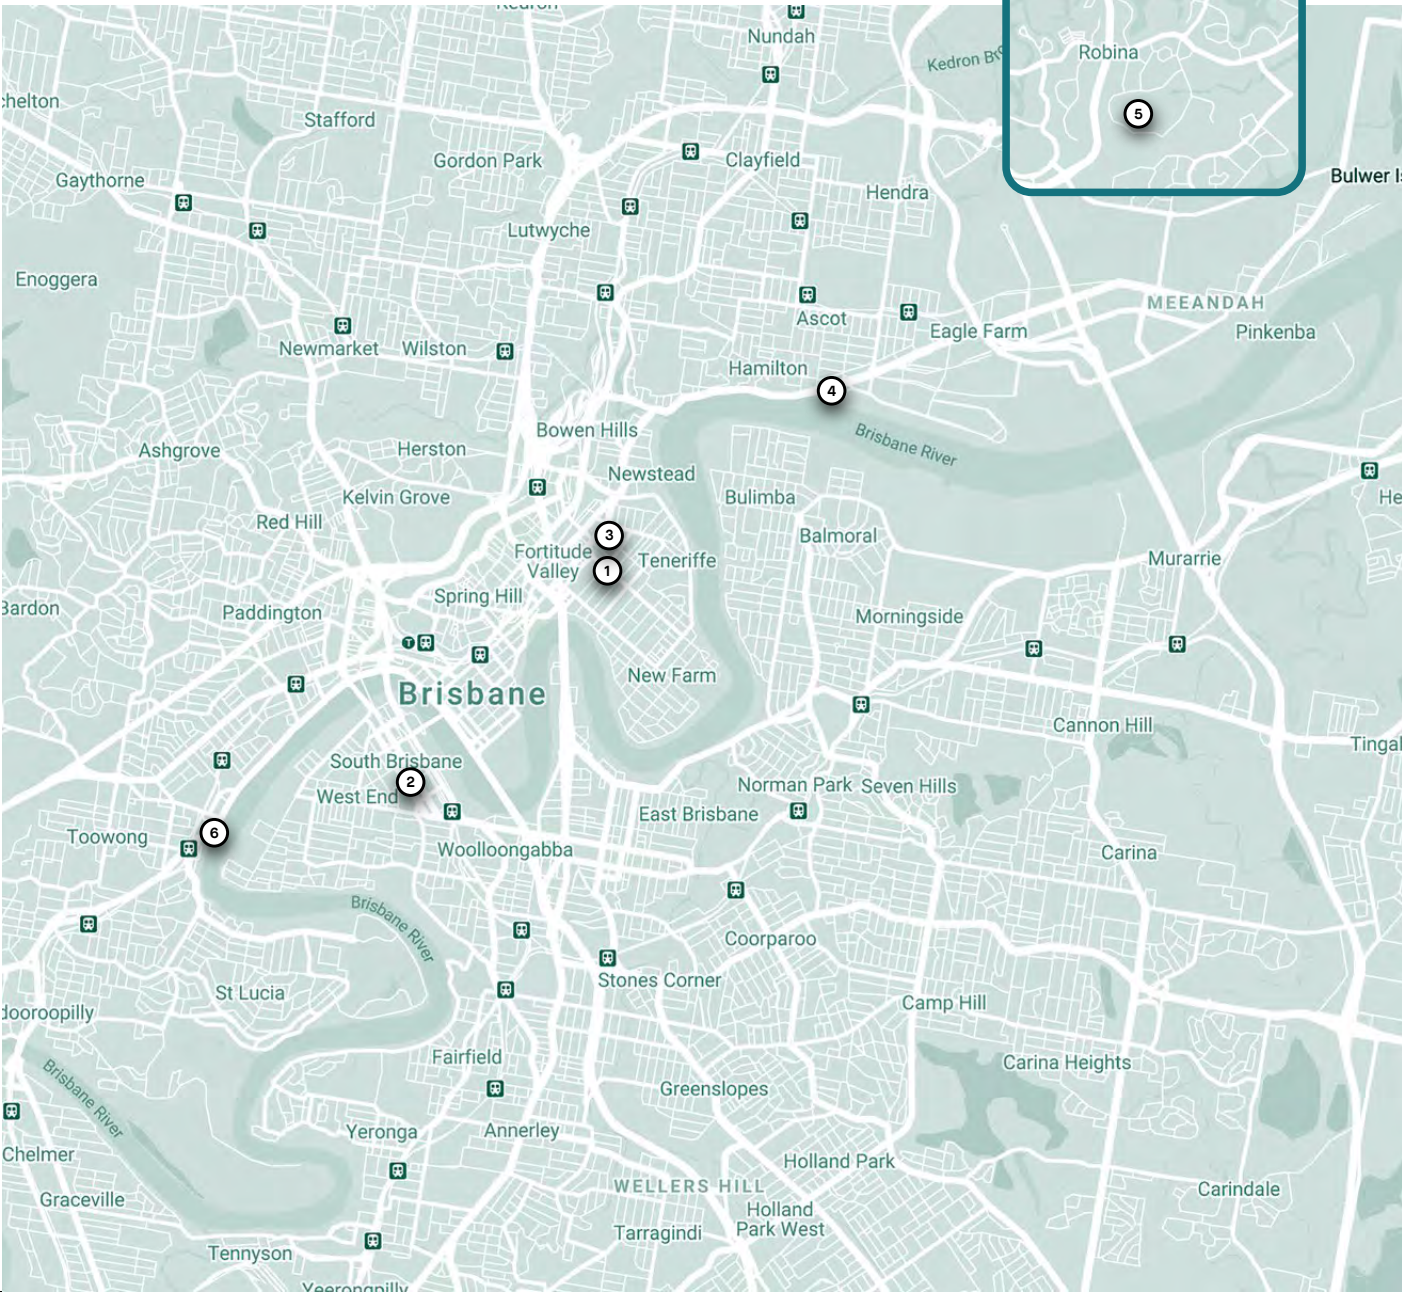 Kedron
Nundah
Kedron Br
Robina
5
chelton
Stafford
Gordon Park
Clayfield
Gaythorne
Hendra
Bulwer Is
Lutwyche
Enoggera
MEEANDAH
Ascot
Eagle Farm
Pinkenba
Newmarket
Wilston
Hamilton
4
Bowen Hills
Brisbane River
Ashgrove
Herston
Newstead
Kelvin Grove
Bulimba
He
Red Hill
3
Balmoral
Fortitude
Valley
1
Teneriffe
Murarrie
Spring Hill
Bardon
Paddington
Morningside
T
New Farm
Brisbane
Cannon Hill
Tingal
South Brisbane
2
West End
Norman Park
Seven Hills
East Brisbane
6
Toowong
Woolloongabba
Carina
Brisbane River
Coorparoo
Stones Corner
St Lucia
Camp Hill
dooroopilly
Fairfield
Carina Heights
Brisbane River
Greenslopes
Yeronga
Annerley
Chelmer
Holland Park
WELLERS HILL
Carindale
Graceville
Holland
Park West
Tarragindi
Tennyson
Yeerongpilly